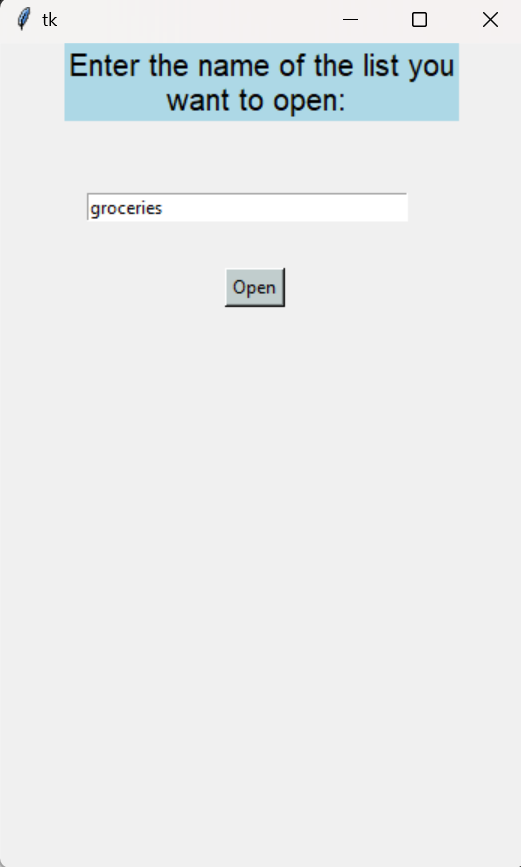 tk
Enter the name of the list you
want to open:
groceries
Open